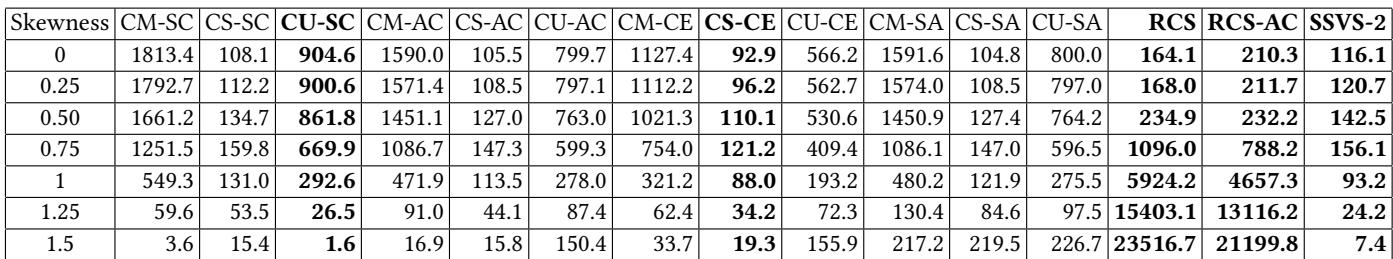 Skewness CM-SC CS-SC CU-SC CM-AC CS-AC CU-AC CM-CE CS-CE CU-CE CM-SA CS-SA CU-SA RCS RCS-AC SSVS-2
0 1813.4 108.1 904.6 1590.0 105.5 799.7 1127.4 92.9 566.2 1591.6 104.8 800.0 164.1 210.3 116.1
0.25 1792.7 112.2 900.6 1571.4 108.5 797.1 1112.2 96.2 562.7 1574.0 108.5 797.0 168.0 211.7 120.7
0.50 1661.2 134.7 861.8 1451.1 127.0 763.0 1021.3 110.1 530.6 1450.9 127.4 764.2 234.9 232.2 142.5
0.75 1251.5 159.8 669.9 1086.7 147.3 599.3 754.0 121.2 409.4 1086.1 147.0 596.5 1096.0 788.2 156.1
1 549.3 131.0 292.6 471.9 113.5 278.0 321.2 88.0 193.2 480.2 121.9 275.5 5924.2 4657.3 93.2
1.25 59.6 53.5 26.5 91.0 44.1 87.4 62.4 34.2 72.3 130.4 84.6 97.5 15403.1 13116.2 24.2
1.5 3.6 15.4 1.6 16.9 15.8 150.4 33.7 19.3 155.9 217.2 219.5 226.7 23516.7 21199.8 7.4